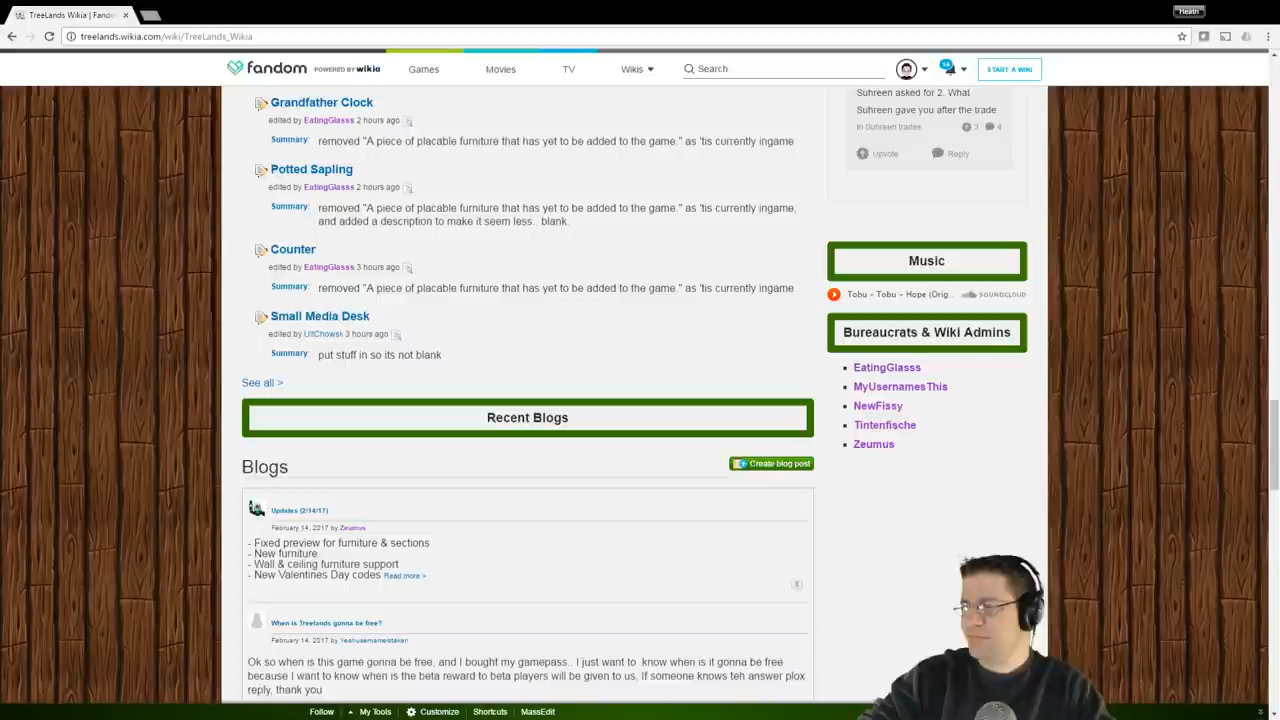 TreeLands Wikia | Fando
Heath
treelands.wikia.com/wiki/TreeLands_Wikia
fandom POWERED BY wikia
Games
Movies
TV
Wikis
Search
14
START A WIKI
Grandfather Clock
edited by EatingGlasss 2 hours ago
Summary: removed "A piece of placable furniture that has yet to be added to the game." as 'tis currently ingame
Potted Sapling
edited by EatingGlasss 2 hours ago
Summary: removed "A piece of placable furniture that has yet to be added to the game." as 'tis currently ingame,
and added a description to make it seem less.. blank.
Counter
edited by EatingGlasss 3 hours ago
Summary: removed "A piece of placable furniture that has yet to be added to the game." as 'tis currently ingame
Small Media Desk
edited by UltChowsk 3 hours ago
Summary: put stuff in so its not blank
See all >
Recent Blogs
Blogs
Create blog post
Updates (2/14/17)
February 14, 2017 by Zeumus
- Fixed preview for furniture & sections
- New furniture
- Wall & ceiling furniture support
- New Valentines Day codes Read more >
When is Treelands gonna be free?
February 14, 2017 by
Ok so when is this game gonna be free, and I bought my gamepass.. I just want to know when is it gonna be free
because I want to know when is the beta reward to beta players will be given to us, If someone knows teh answer plox
reply, thank you
Suhreen asked for 2. What
Suhreen gave you after the trade
In Suhreen trades 3 4
Upvote Reply
Music
Tobu - Tobu - Hope (Orig... SOUNDCLOUD
Bureaucrats & Wiki Admins
EatingGlasss
MyUsernamesThis
NewFissy
Tintenfische
Zeumus
Follow My Tools Customize Shortcuts MassEdit